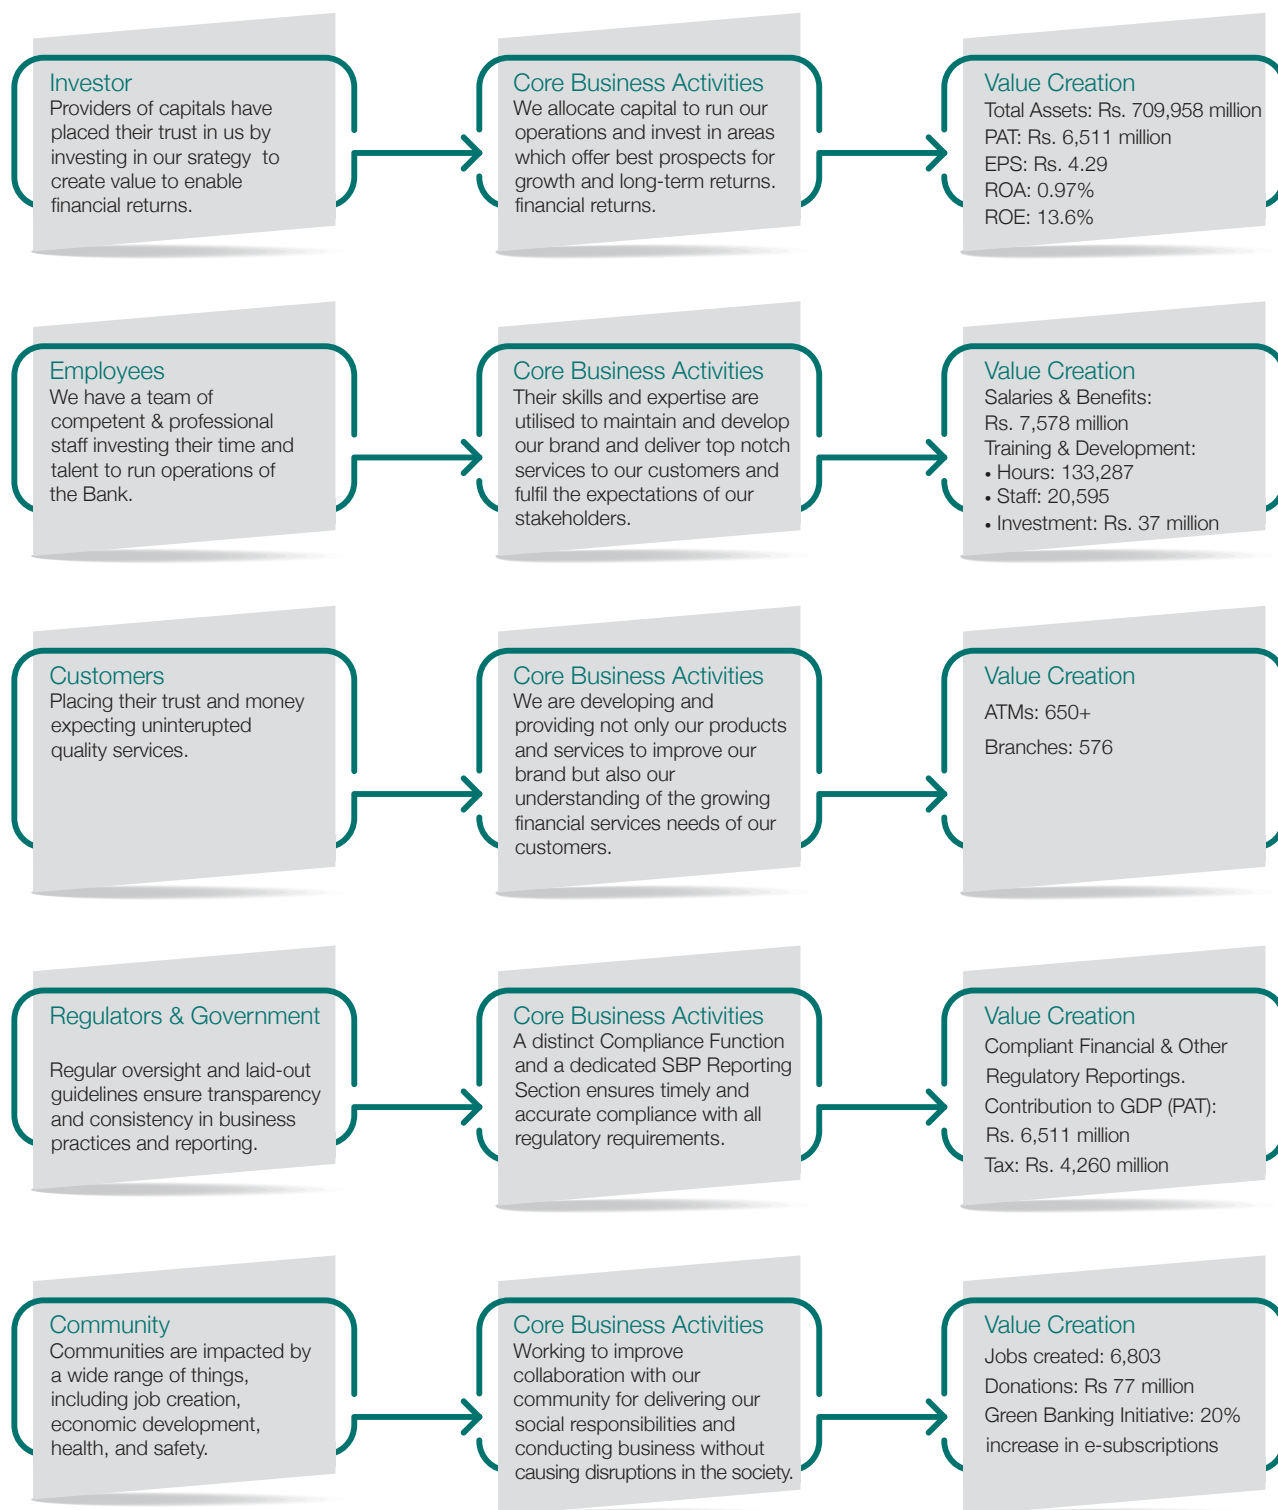 Investor
Providers of capitals have
placed their trust in us by
investing in our srategy  to
create value to enable
financial returns.
Core Business Activities
We allocate capital to run our
operations and invest in areas
which offer best prospects for
growth and long-term returns.
financial returns.
Value Creation
Total Assets: Rs. 709,958 million
PAT: Rs. 6,511 million
EPS: Rs. 4.29
ROA: 0.97%
ROE: 13.6%
Employees
We have a team of
competent & professional
staff investing their time and
talent to run operations of
the Bank.
Core Business Activities
Their skills and expertise are
utilised to maintain and develop
our brand and deliver top notch
services to our customers and
fulfil the expectations of our
stakeholders.
Value Creation
Salaries & Benefits:
Rs. 7,578 million
Training & Development:
• Hours: 133,287
• Staff: 20,595
• Investment: Rs. 37 million
Customers
Placing their trust and money
expecting uninterupted
quality services.
Core Business Activities
We are developing and
providing not only our products
and services to improve our
brand but also our
understanding of the growing
financial services needs of our
customers.
Value Creation
ATMs: 650+
Branches: 576
Regulators & Government
Regular oversight and laid-out
guidelines ensure transparency
and consistency in business
practices and reporting.
Core Business Activities
A distinct Compliance Function
and a dedicated SBP Reporting
Section ensures timely and
accurate compliance with all
regulatory requirements.
Value Creation
Compliant Financial & Other
Regulatory Reportings.
Contribution to GDP (PAT):
Rs. 6,511 million
Tax: Rs. 4,260 million
Community
Communities are impacted by
a wide range of things,
including job creation,
economic development,
health, and safety.
Core Business Activities
Working to improve
collaboration with our
community for delivering our
social responsibilities and
conducting business without
causing disruptions in the society.
Value Creation
Jobs created: 6,803
Donations: Rs 77 million
Green Banking Initiative: 20%
increase in e-subscriptions